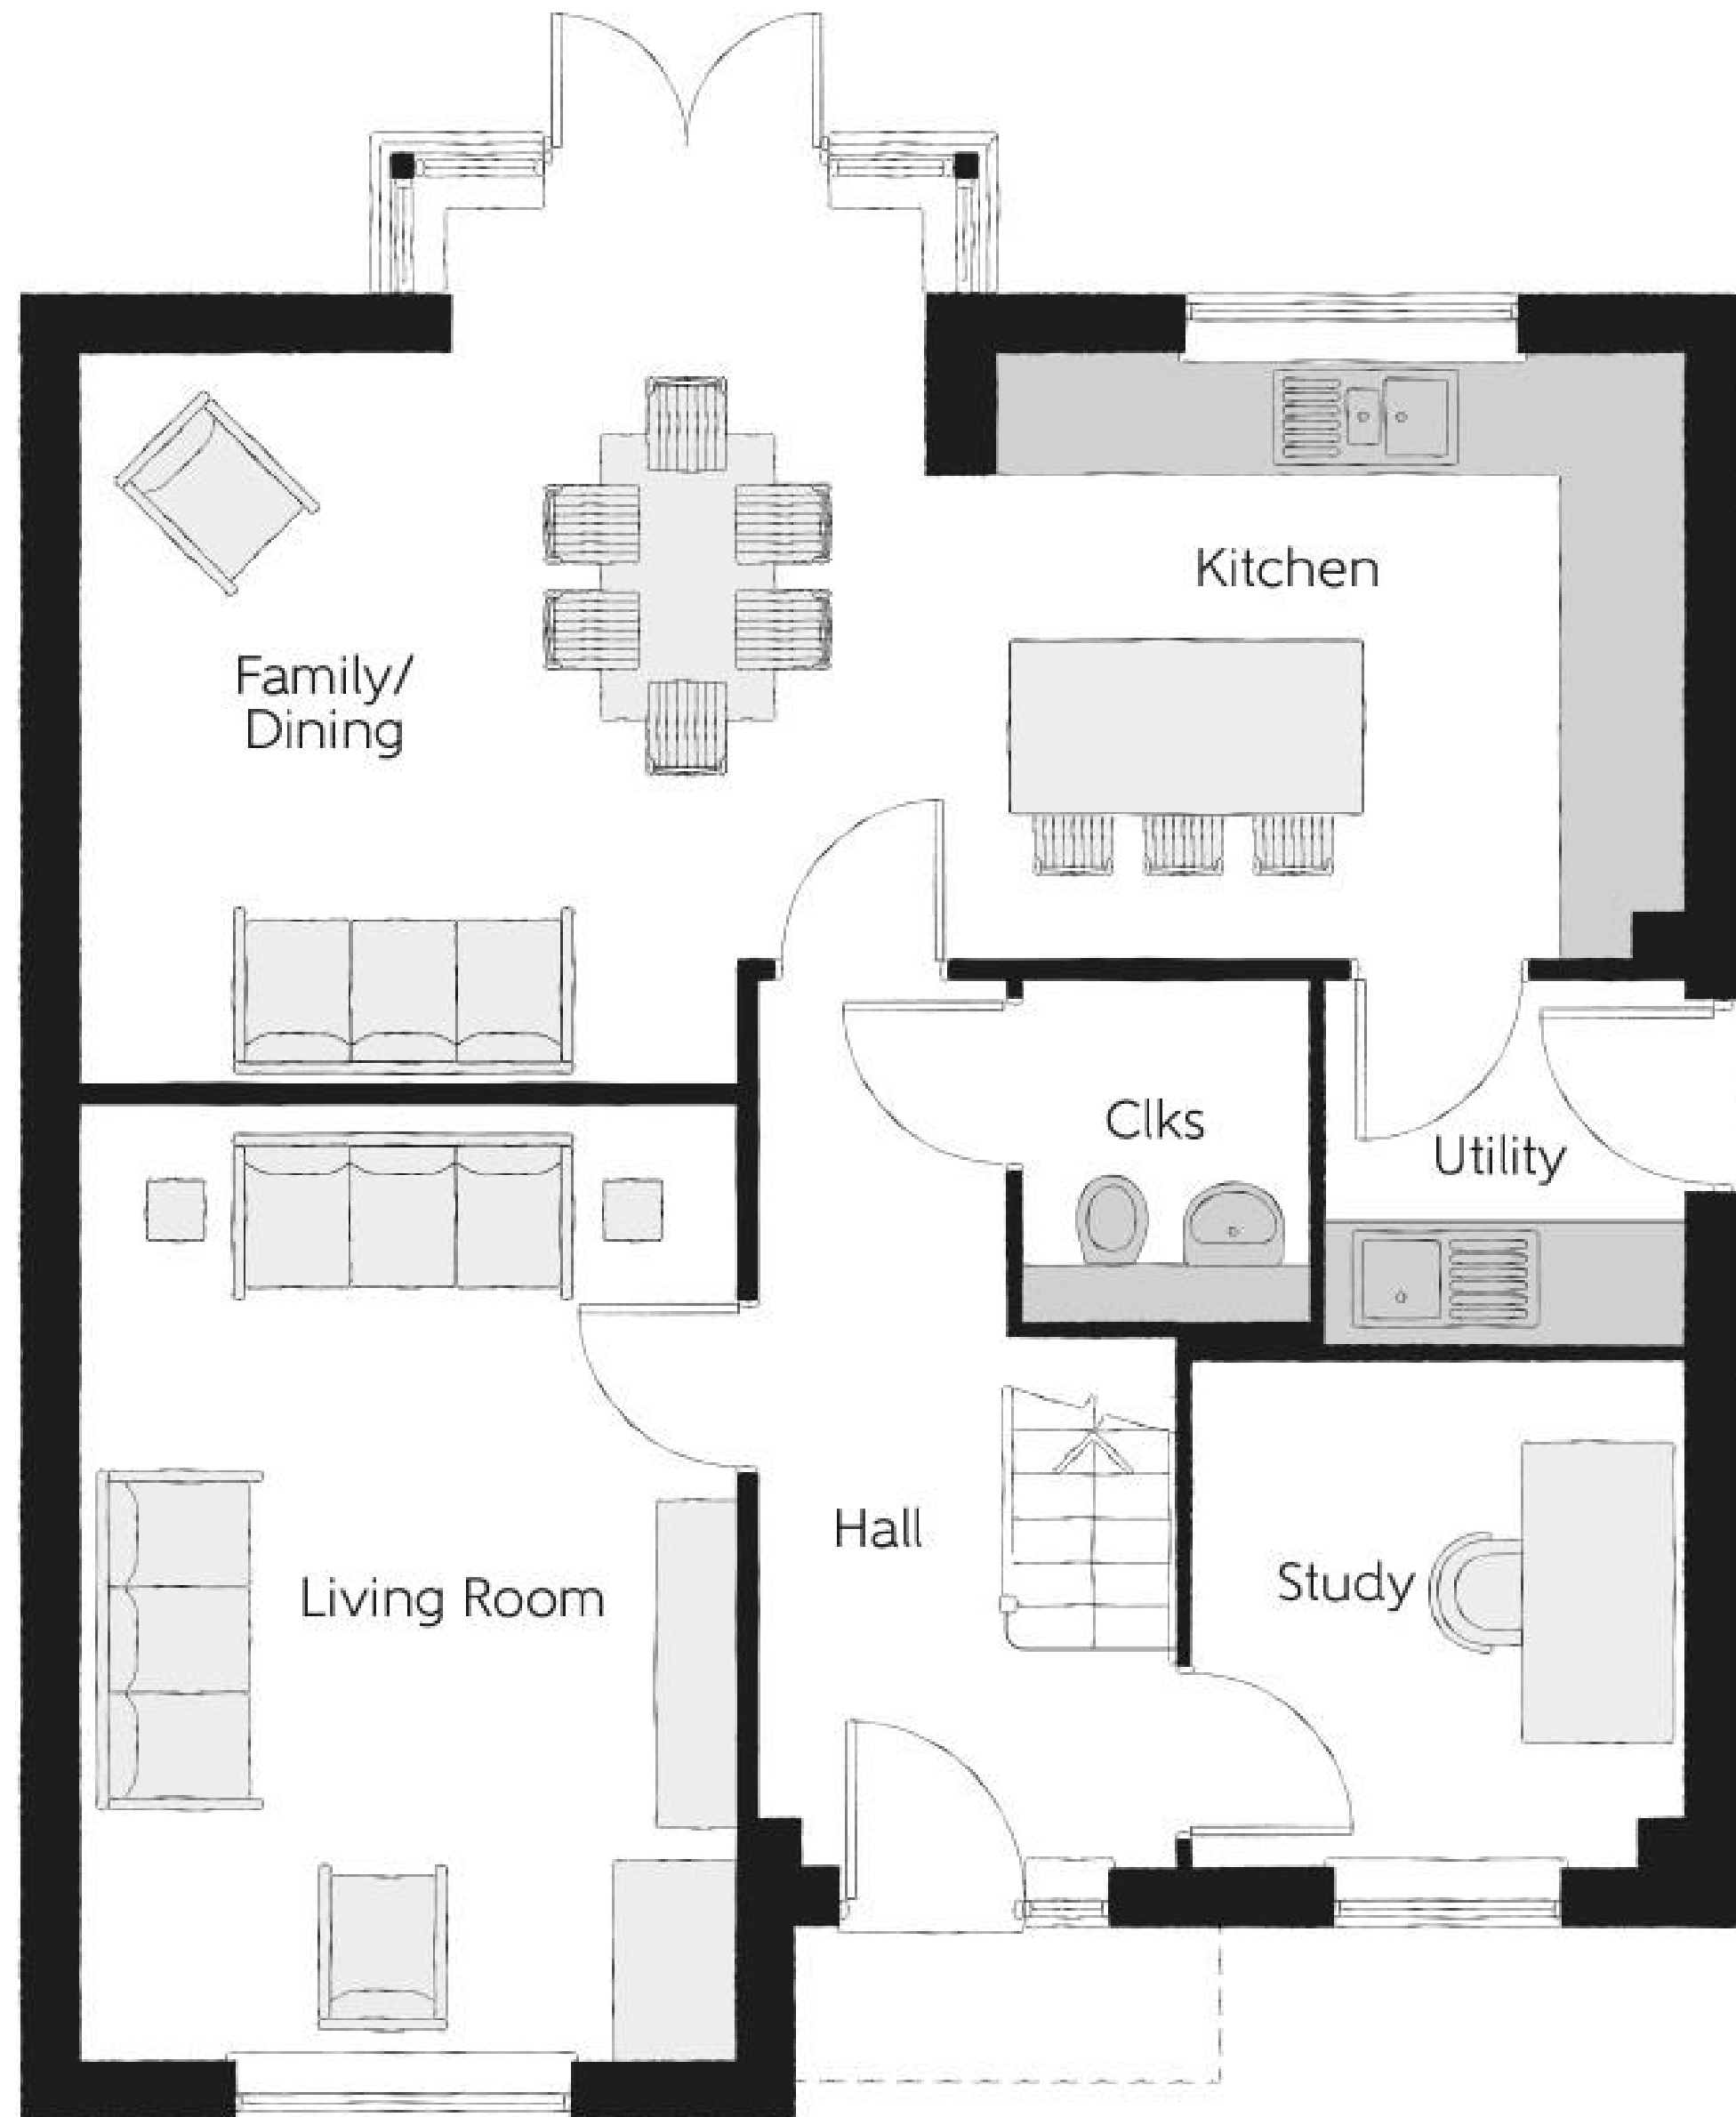 Kitchen
Family/
Dining
Clks
Utility
Hall
Study
Living Room